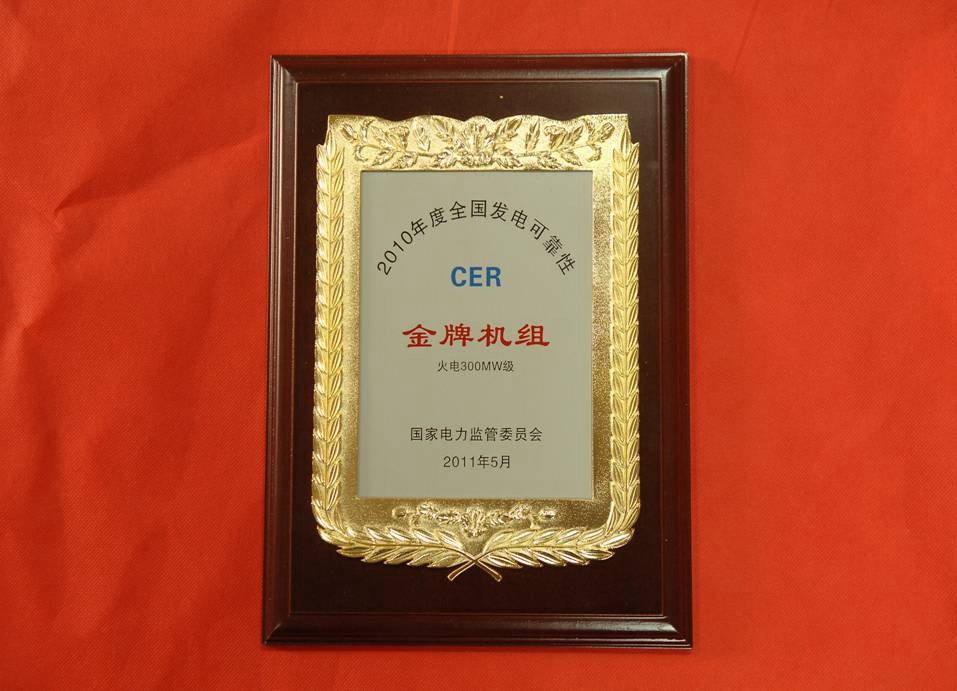 2010年度全国发电可靠性
CER
金牌机组
火电300MW级
国家电力监管委员会
2011年5月